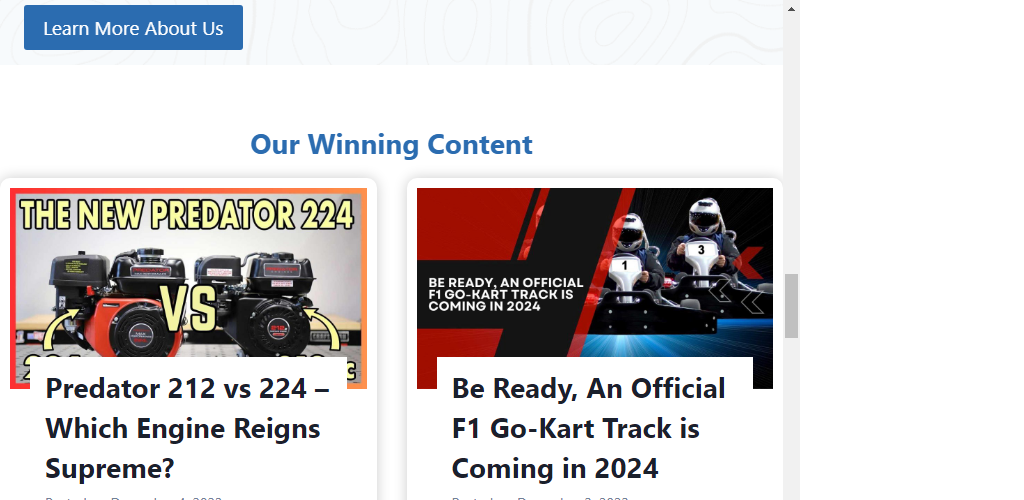 Learn More About Us
Our Winning Content
THE NEW PREDATOR 224
VS
212
Predator 212 vs 224 –
Which Engine Reigns
Supreme?
1
3
BE READY, AN OFFICIAL
F1 GO-KART TRACK IS
COMING IN 2024
Be Ready, An Official
F1 Go-Kart Track is
Coming in 2024